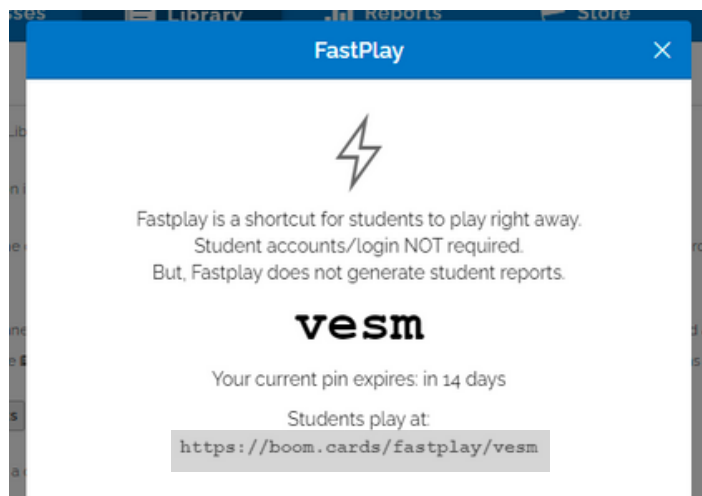 Library
Reports
Store
FastPlay
Fastplay is a shortcut for students to play right away.
Student accounts/login NOT required.
But, Fastplay does not generate student reports.
vesm
Your current pin expires: in 14 days
Students play at:
https://boom.cards/fastplay/vesm